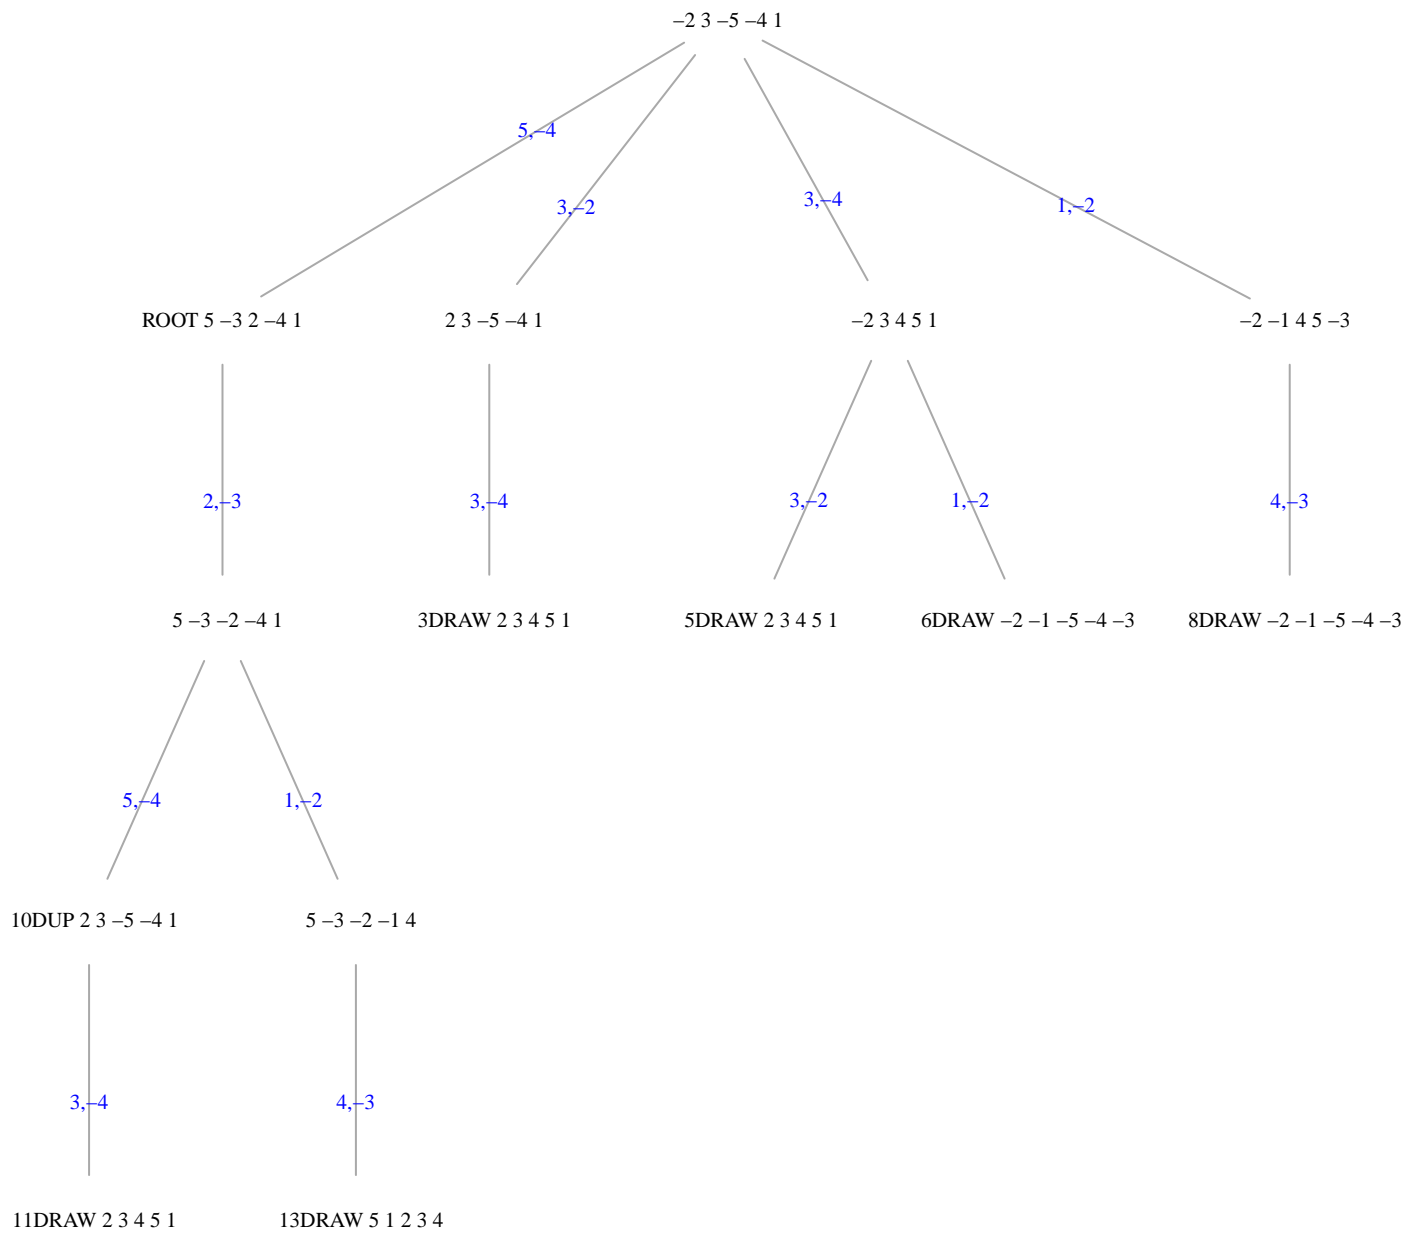 –2 3 –5 –4 1
5,–4
3,–2
3,–4
1,–2
ROOT 5 –3 2 –4 1
2 3 –5 –4 1
–2 3 4 5 1
–2 –1 4 5 –3
2,–3
3,–4
3,–2
1,–2
4,–3
5 –3 –2 –4 1
3DRAW 2 3 4 5 1
5DRAW 2 3 4 5 1
6DRAW –2 –1 –5 –4 –3
8DRAW –2 –1 –5 –4 –3
5,–4
1,–2
10DUP 2 3 –5 –4 1
5 –3 –2 –1 4
3,–4
4,–3
11DRAW 2 3 4 5 1
13DRAW 5 1 2 3 4